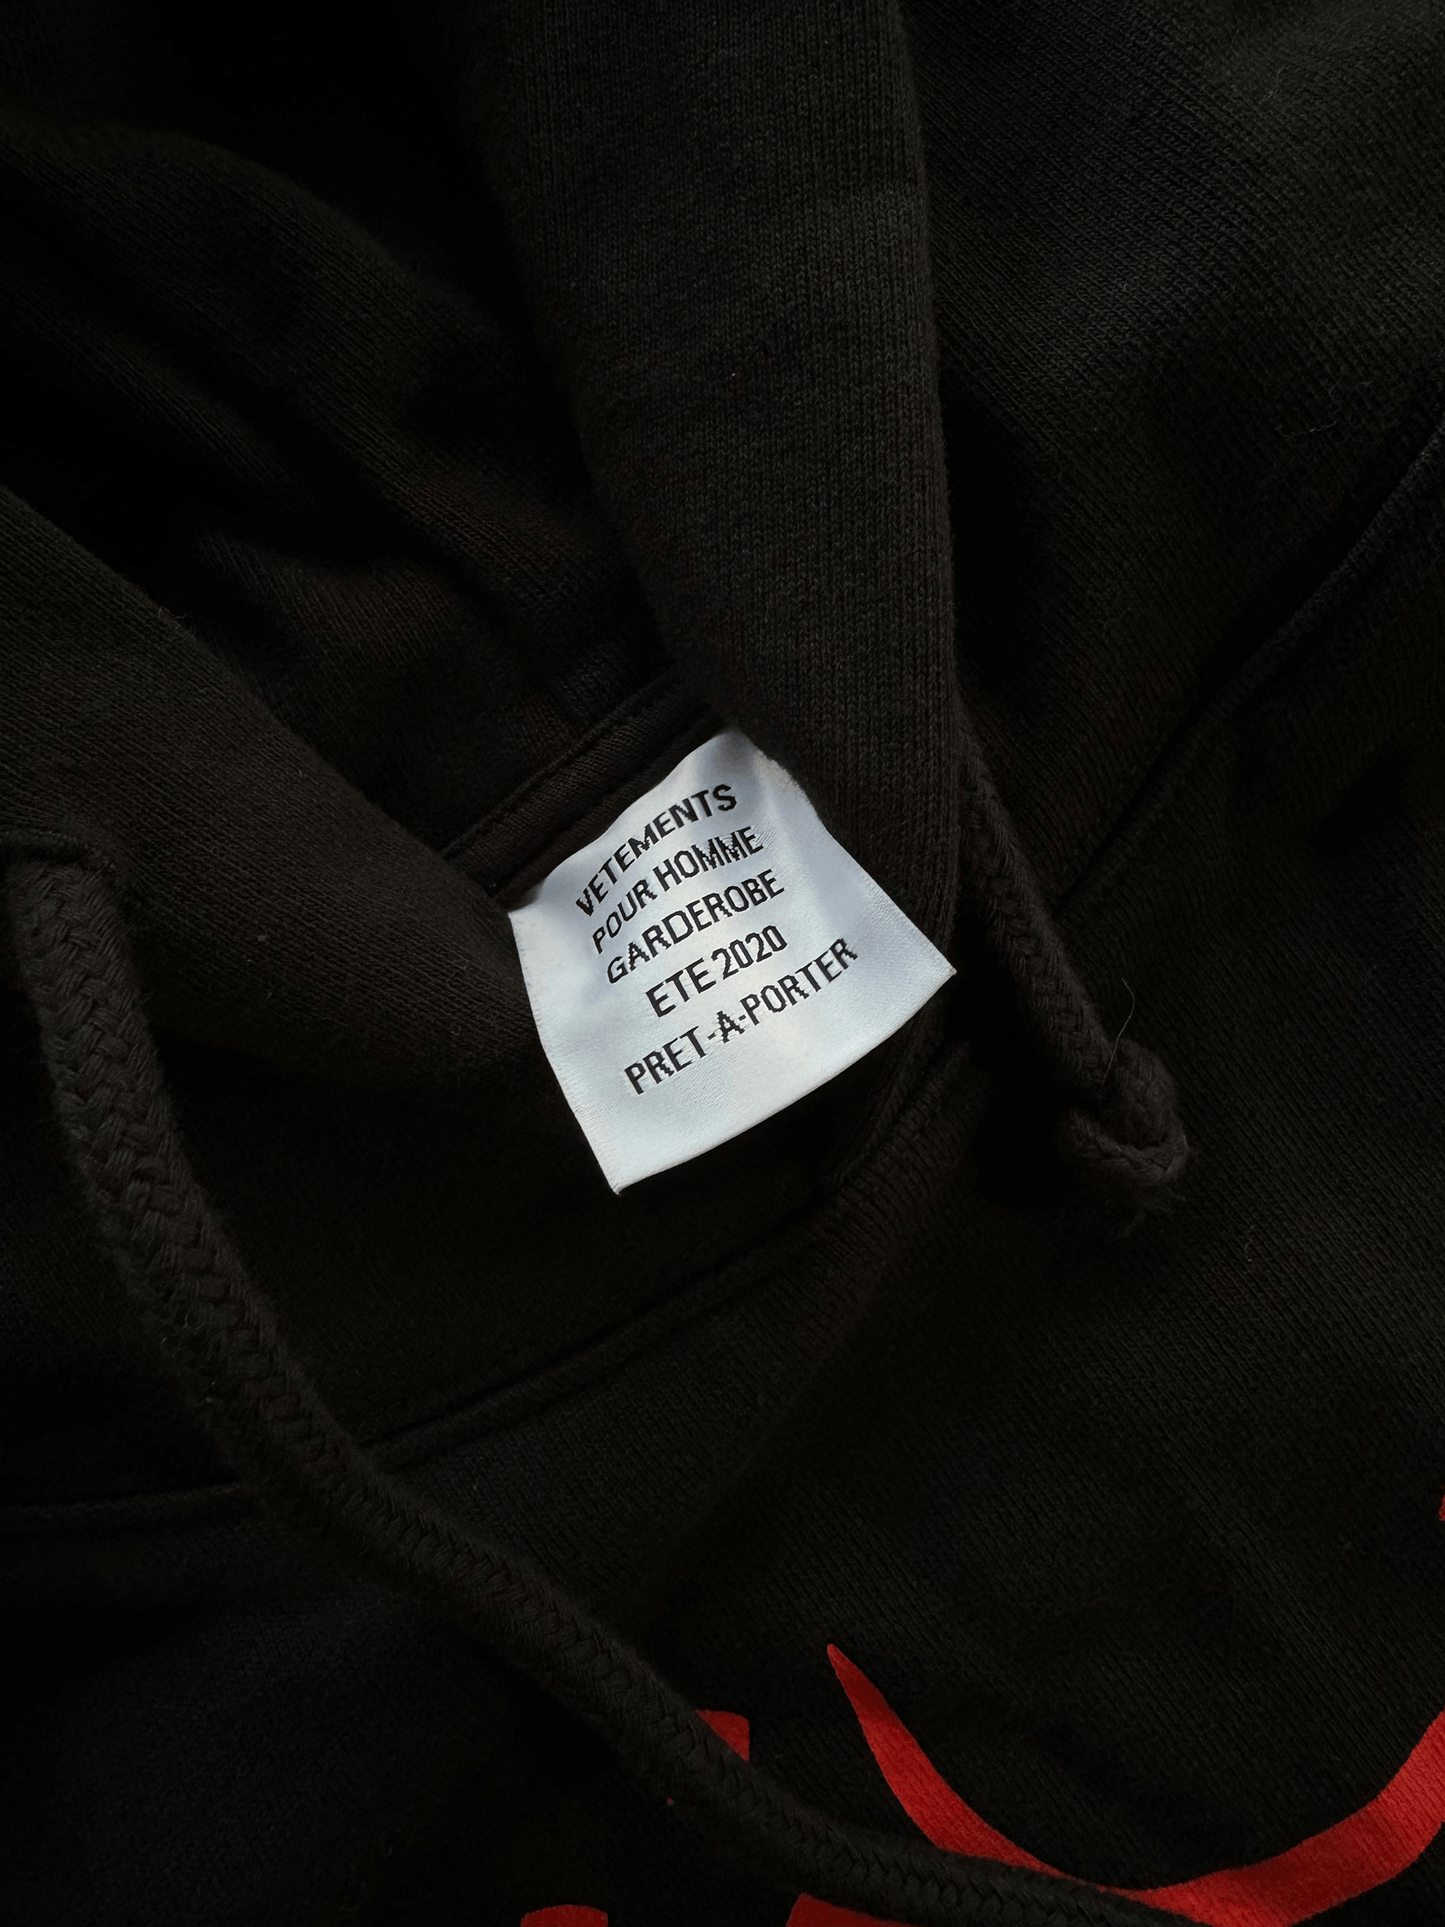 VETEMENTS
POUR HOMME
GARDEROBE
ETE 2020
PRET-A-PORTER